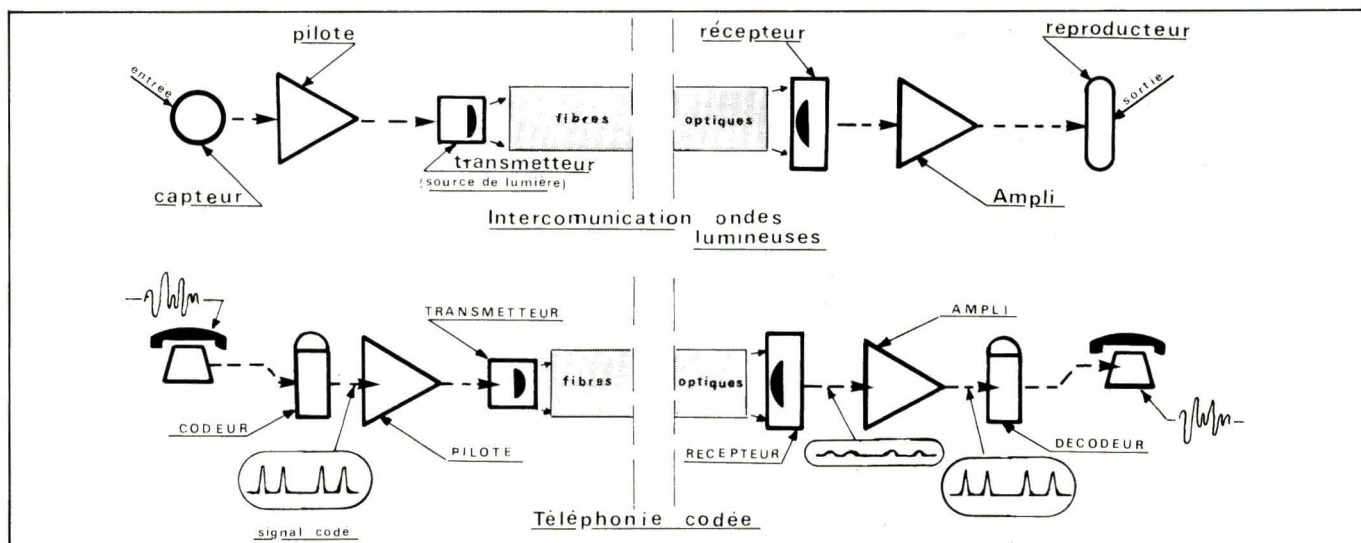 pilote
entrée
capteur
transmetteur
(source de lumière)
fibres
optiques
récepteur
Ampli
reproducteur
sortie
Intercomunication ondes
lumineuses
CODEUR
signal codé
PILOTE
TRANSMETTEUR
fibres
optiques
RECEPTEUR
AMPLI
DECODEUR
Téléphonie codée